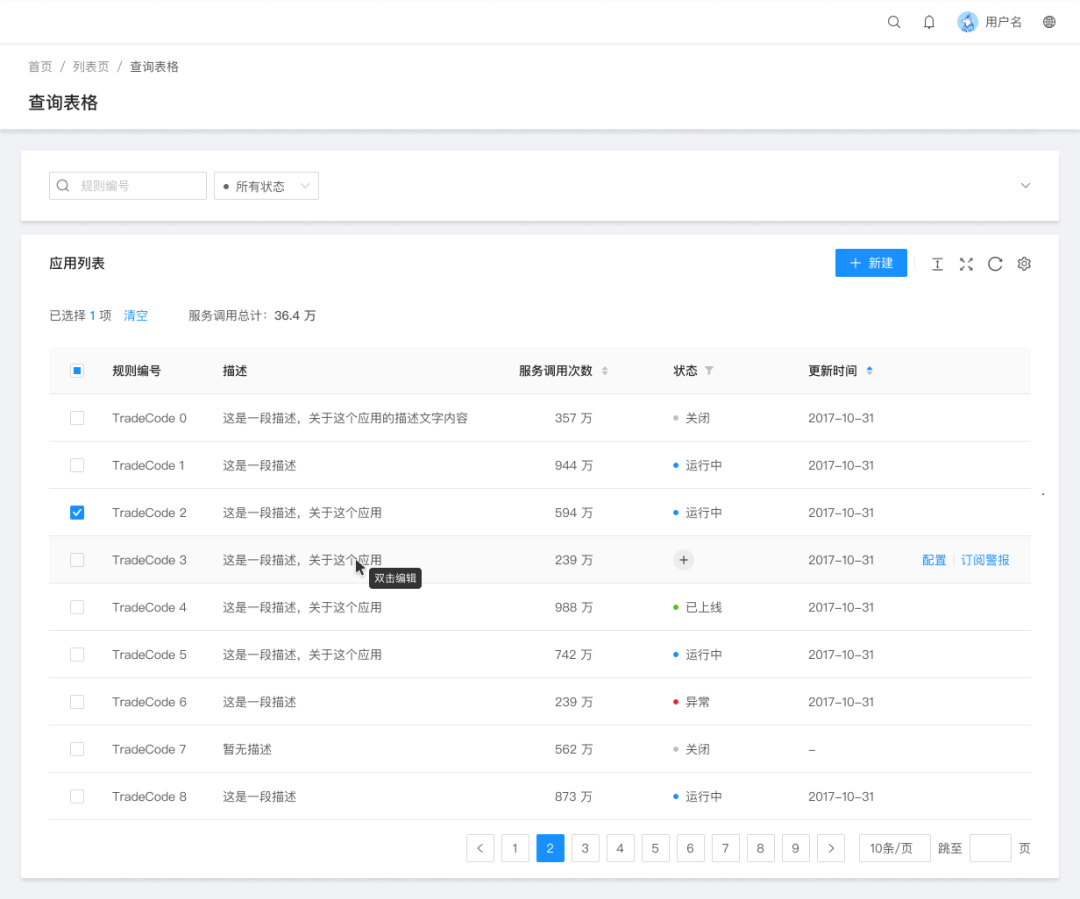 用户名
首页 / 列表页 / 查询表格
查询表格
规则编号
所有状态
应用列表
新建
已选择 1 项 清空 服务调用总计：36.4 万
规则编号 描述 服务调用次数 状态 更新时间
TradeCode 0 这是一段描述，关于这个应用的描述文字内容 357 万 关闭 2017-10-31
TradeCode 1 这是一段描述 944 万 运行中 2017-10-31
TradeCode 2 这是一段描述，关于这个应用 594 万 运行中 2017-10-31
TradeCode 3 这是一段描述，关于这个应用 239 万 + 2017-10-31 配置 订阅警报
双击编辑
TradeCode 4 这是一段描述，关于这个应用 988 万 已上线 2017-10-31
TradeCode 5 这是一段描述，关于这个应用 742 万 运行中 2017-10-31
TradeCode 6 这是一段描述 239 万 异常 2017-10-31
TradeCode 7 暂无描述 562 万 关闭 -
TradeCode 8 这是一段描述 873 万 运行中 2017-10-31
< 1 2 3 4 5 6 7 8 9 > 10条/页 跳至 页